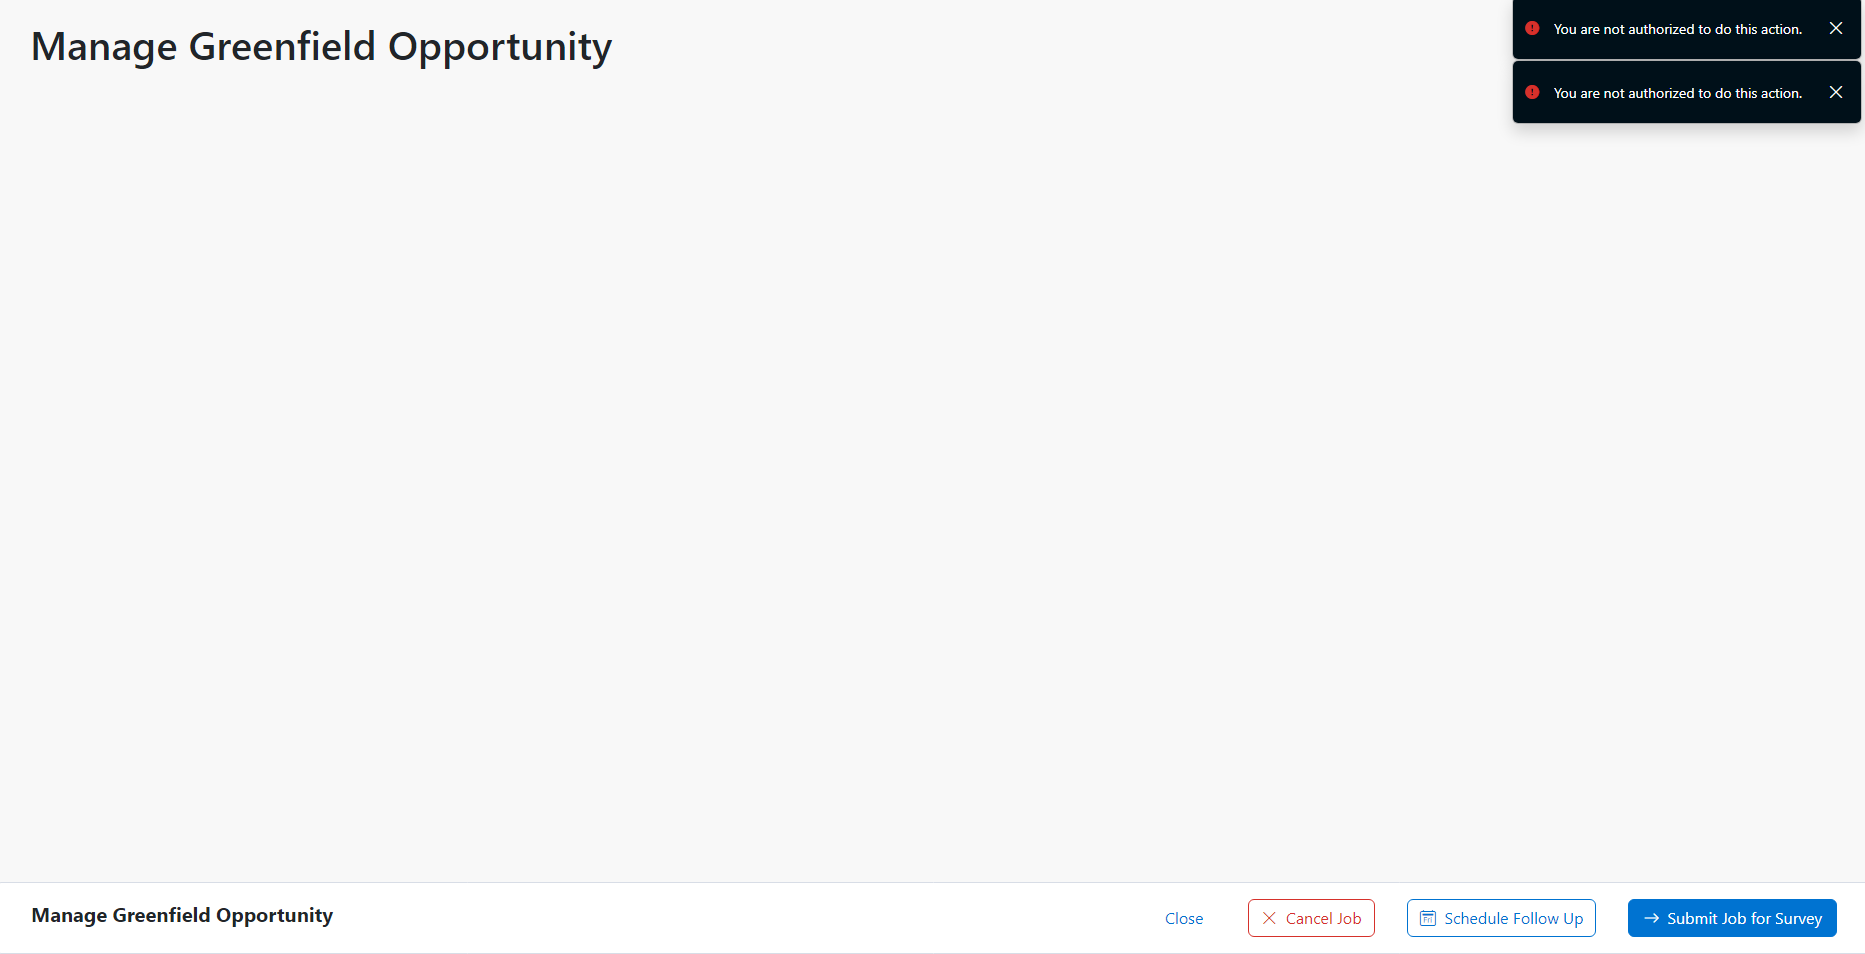 Manage Greenfield Opportunity
You are not authorized to do this action.
You are not authorized to do this action.
Manage Greenfield Opportunity
Close
Cancel Job
Fri
Schedule Follow Up
Submit Job for Survey